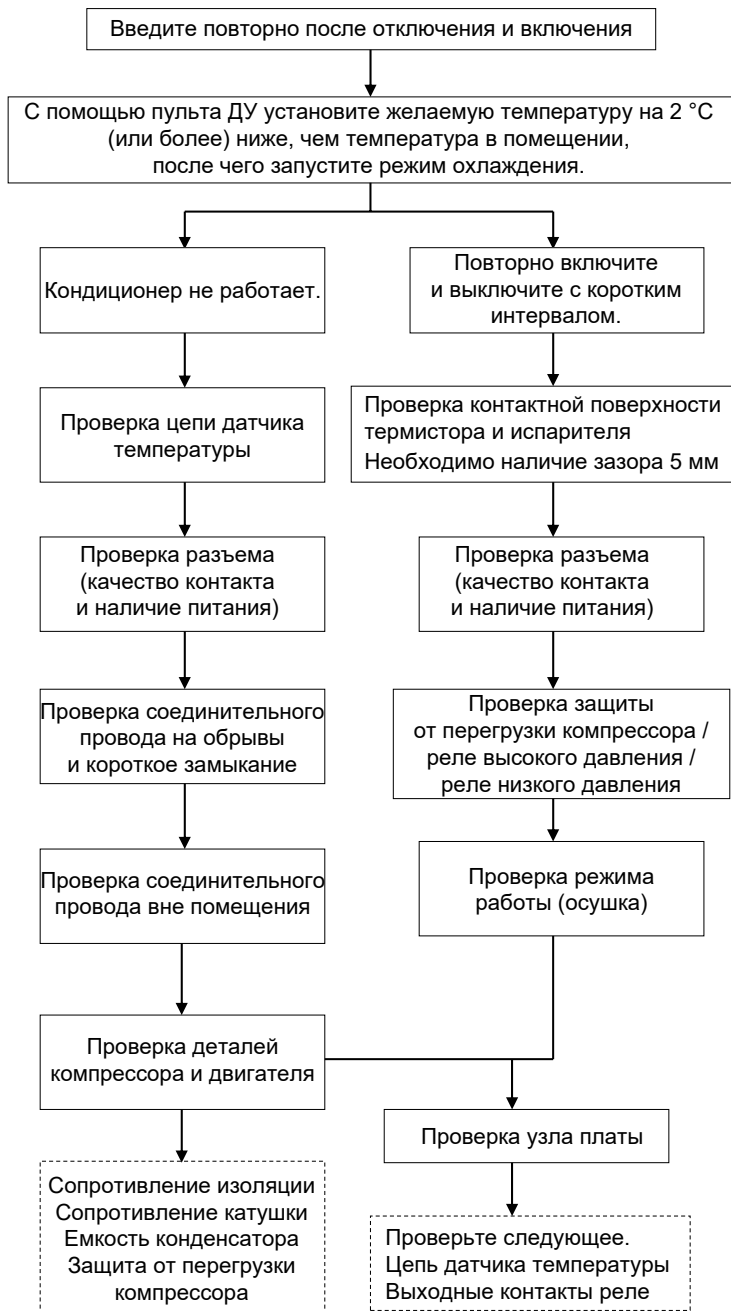 Введите повторно после отключения и включения
С помощью пульта ДУ установите желаемую температуру на 2 °C
(или более) ниже, чем температура в помещении,
после чего запустите режим охлаждения.
Кондиционер не работает.
Повторно включите
и выключите с коротким
интервалом.
Проверка цепи датчика
температуры
Проверка контактной поверхности
термистора и испарителя
Необходимо наличие зазора 5 мм
Проверка разъема
(качество контакта
и наличие питания)
Проверка разъема
(качество контакта
и наличие питания)
Проверка соединительного
провода на обрывы
и короткое замыкание
Проверка защиты
от перегрузки компрессора /
реле высокого давления /
реле низкого давления
Проверка соединительного
провода вне помещения
Проверка режима
работы (осушка)
Проверка деталей
компрессора и двигателя
Проверка узла платы
Сопротивление изоляции
Сопротивление катушки
Емкость конденсатора
Защита от перегрузки
компрессора
Проверьте следующее.
Цепь датчика температуры
Выходные контакты реле